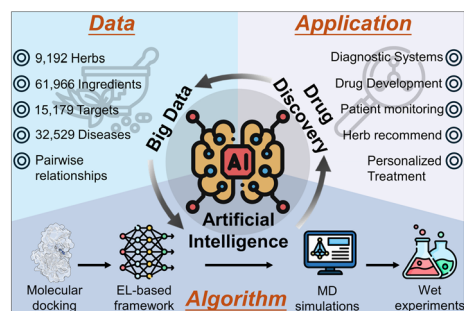 Data
9,192 Herbs
61,966 Ingredients
15,179 Targets
32,529 Diseases
Pairwise
relationships
Application
Diagnostic Systems
Drug Development
Patient monitoring
Herb recommend
Personalized
Treatment
Big Data
Drug
Discovery
AI
Artificial
Intelligence
Molecular
docking
EL-based
framework
MD
simulations
Wet
experiments
Algorithm